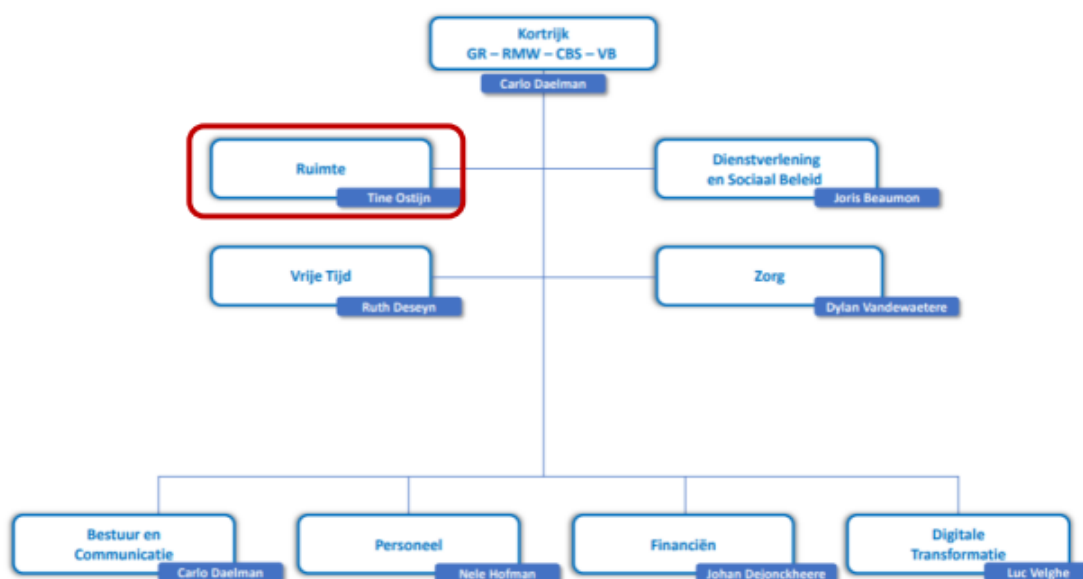 Kortrijk
GR – RMW – CBS – VB
Carlo Daelman
Ruimte
Tine Ostijn
Dienstverlening
en Sociaal Beleid
Joris Beaumon
Vrije Tijd
Ruth Deseyn
Zorg
Dylan Vandewaetere
Bestuur en
Communicatie
Carlo Daelman
Personeel
Nele Hofman
Financiën
Johan Dejonckheere
Digitale
Transformatie
Luc Velghe